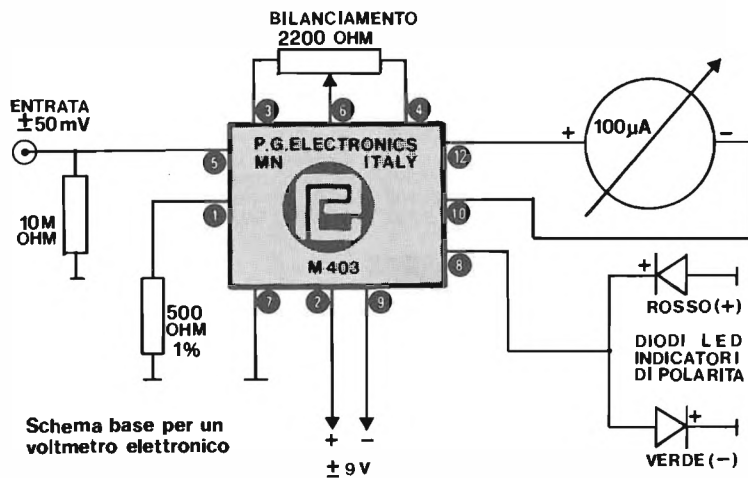 BILANCIAMENTO
2200 OHM
ENTRATA
±50mV
3
6
4
P.G.ELECTRONICS
MN ITALY
+
100µA
-
5
12
10M
OHM
1
10
M403
8
+
ROSSO(+)
7
2
9
500
OHM
1%
DIODI LED
INDICATORI
DI POLARITA
Schema base per un
voltmetro elettronico
+
-
± 9V
+
VERDE(-)